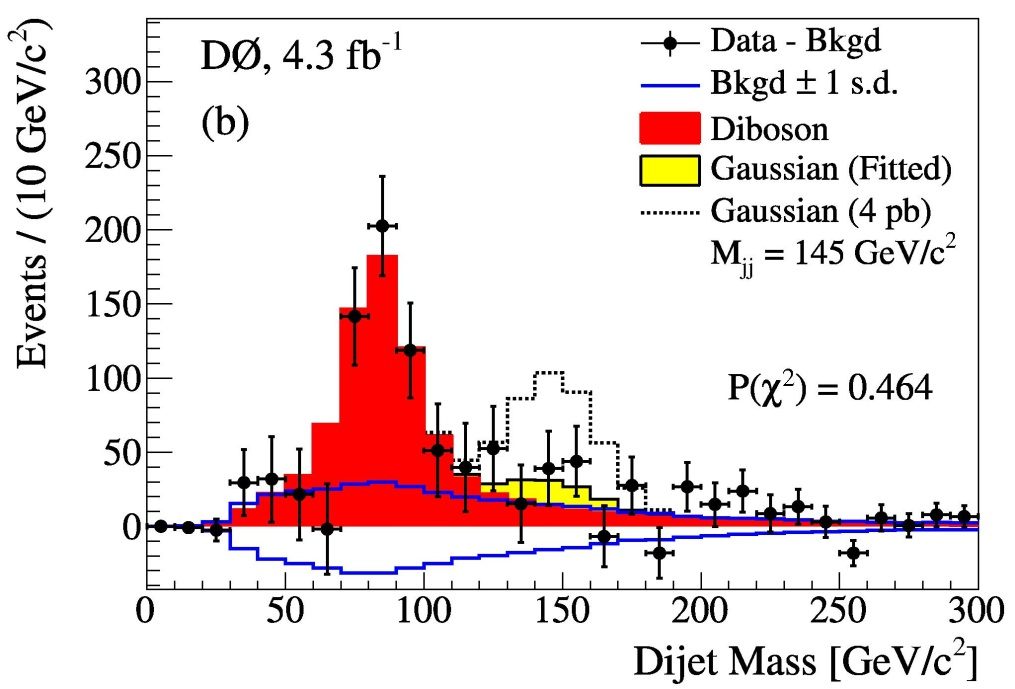 DØ, 4.3 fb⁻¹
(b)
Data - Bkgd
Bkgd ± 1 s.d.
Diboson
Gaussian (Fitted)
Gaussian (4 pb)
M_jj = 145 GeV/c²
P(χ²) = 0.464
Events / (10 GeV/c²)
300
250
200
150
100
50
0
0 50 100 150 200 250 300
Dijet Mass [GeV/c²]